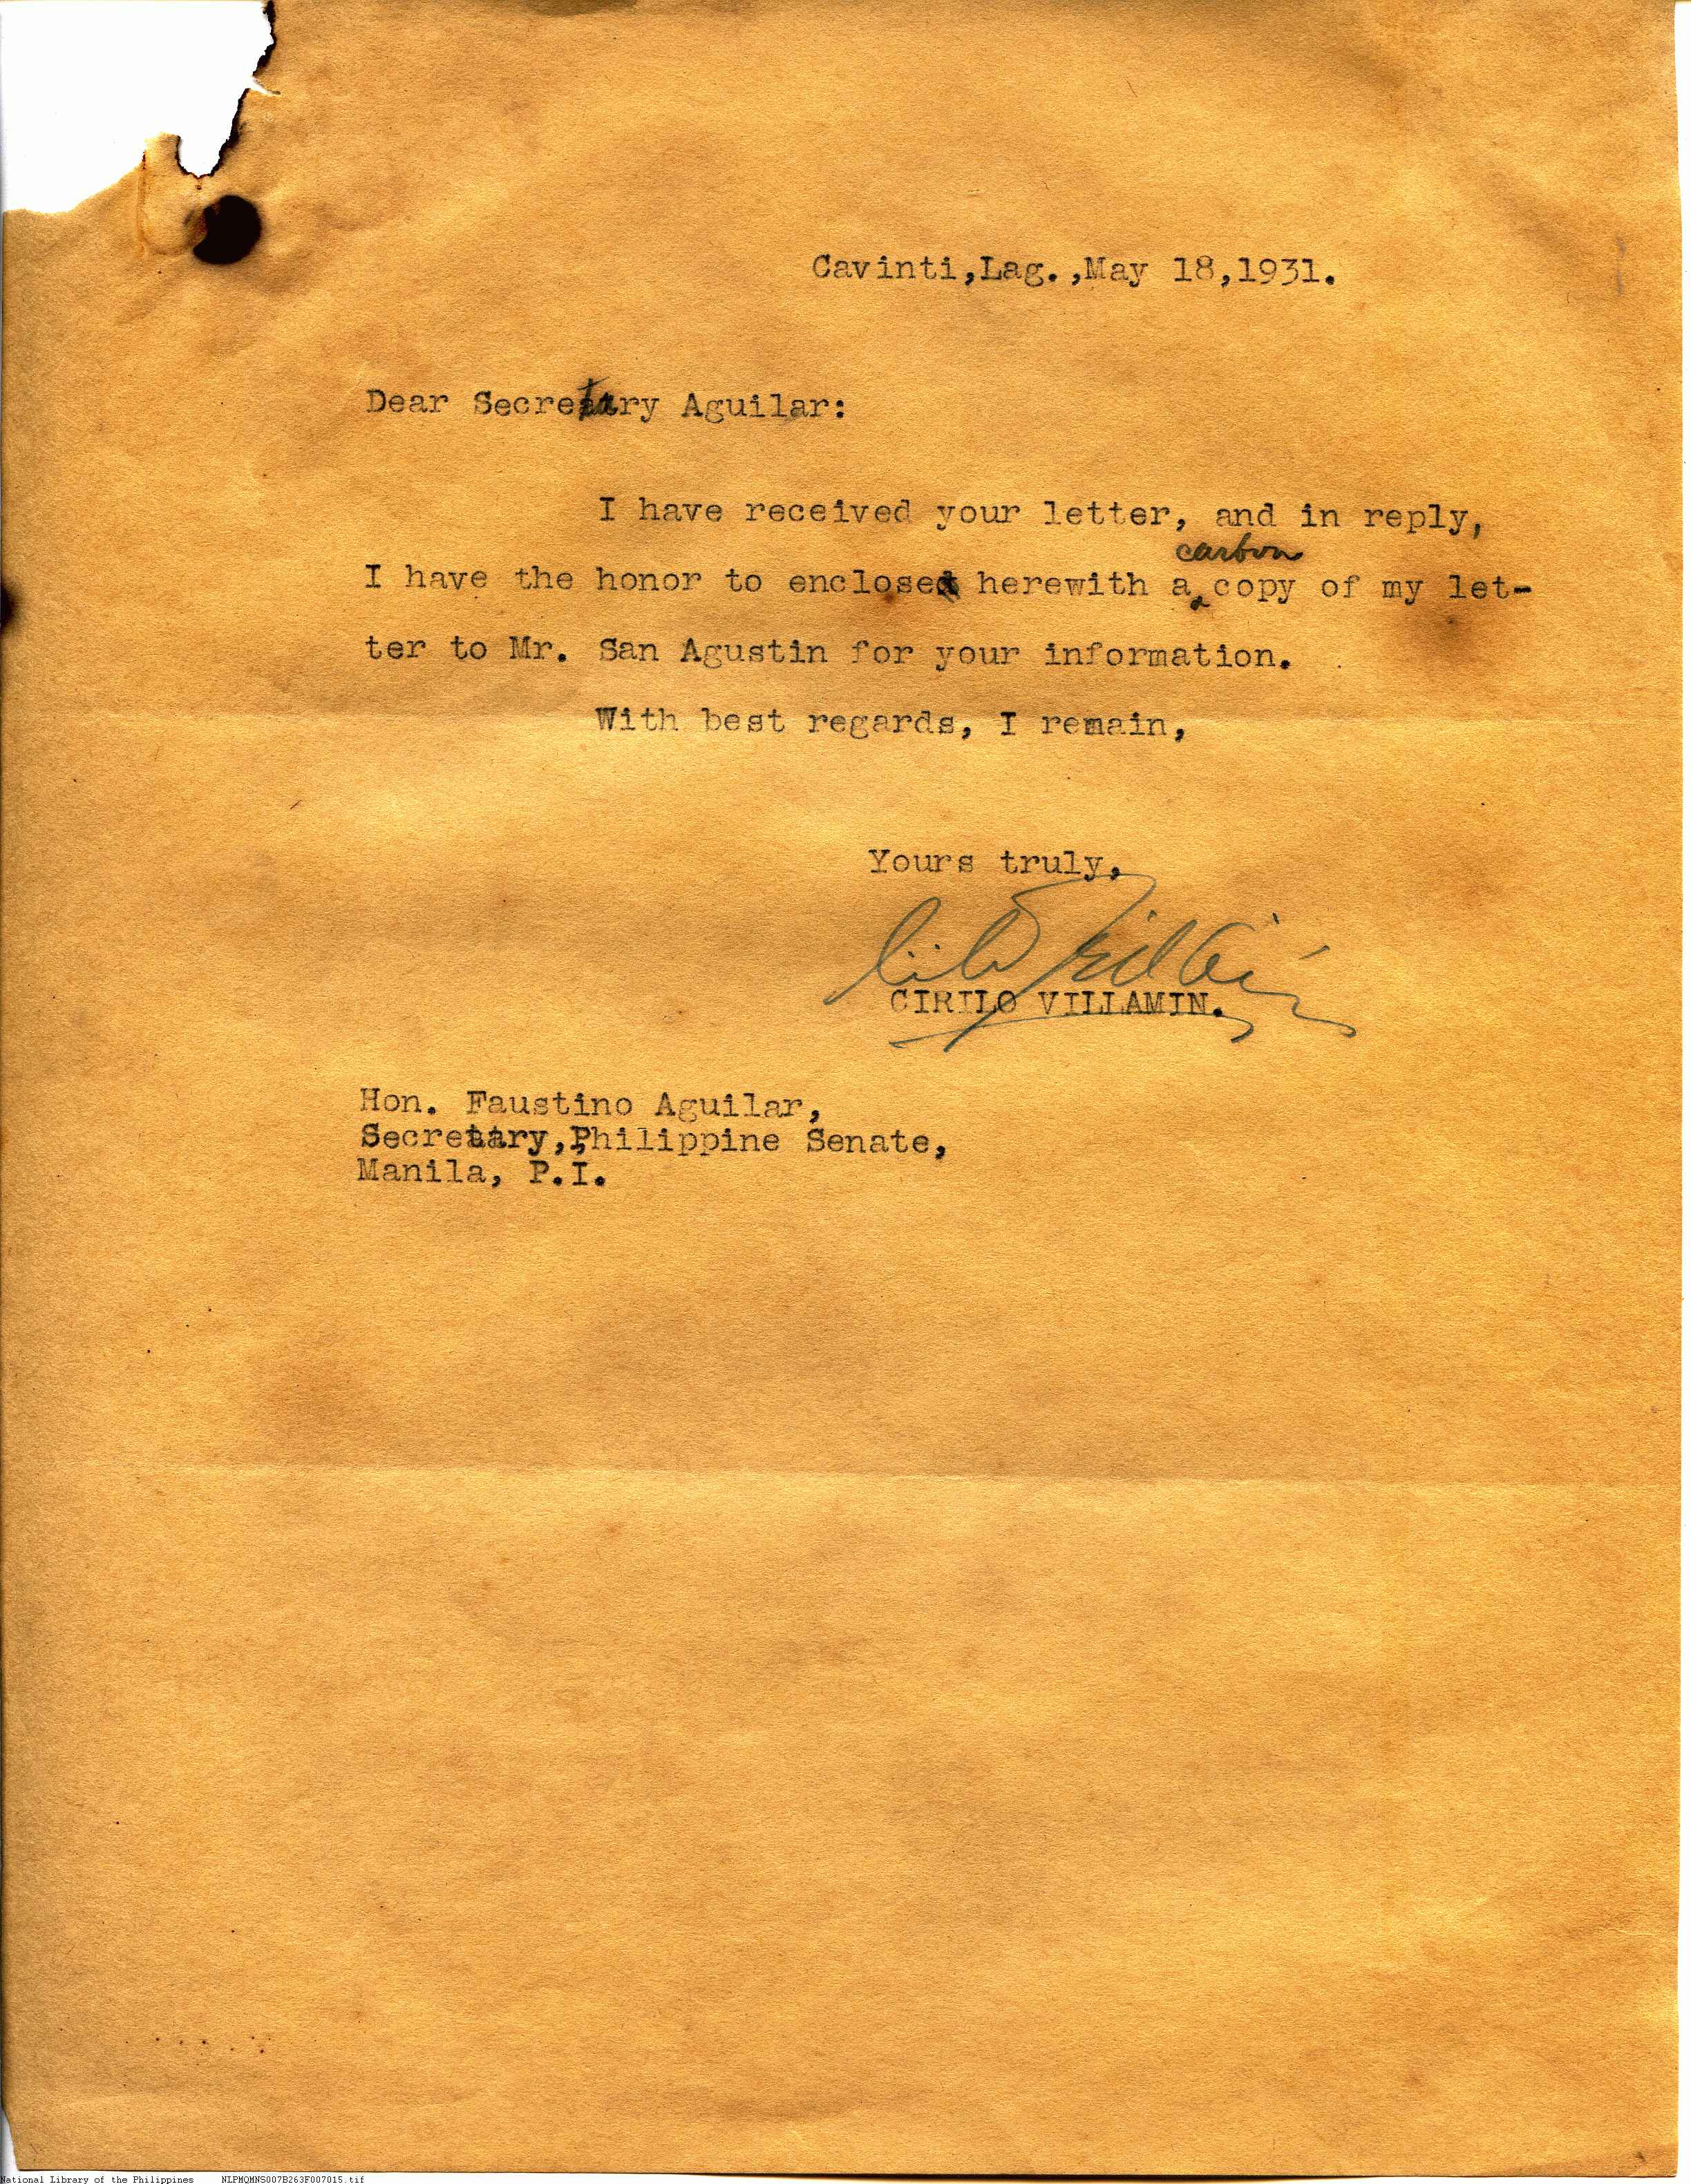 Cavinti,Lag.,May 18,1931.
Dear Secretary Aguilar:
I have received your letter, and in reply,
carbon
I have the honor to enclose herewith a copy of my let-
ter to Mr. San Agustin for your information.
With best regards, I remain,
Yours truly,
CIRILO VILLAMIN.
Hon. Faustino Aguilar,
Secretary,Philippine Senate,
Manila, P.I.
National Library of the Philippines NLPMQMNS007B263F007015.tif